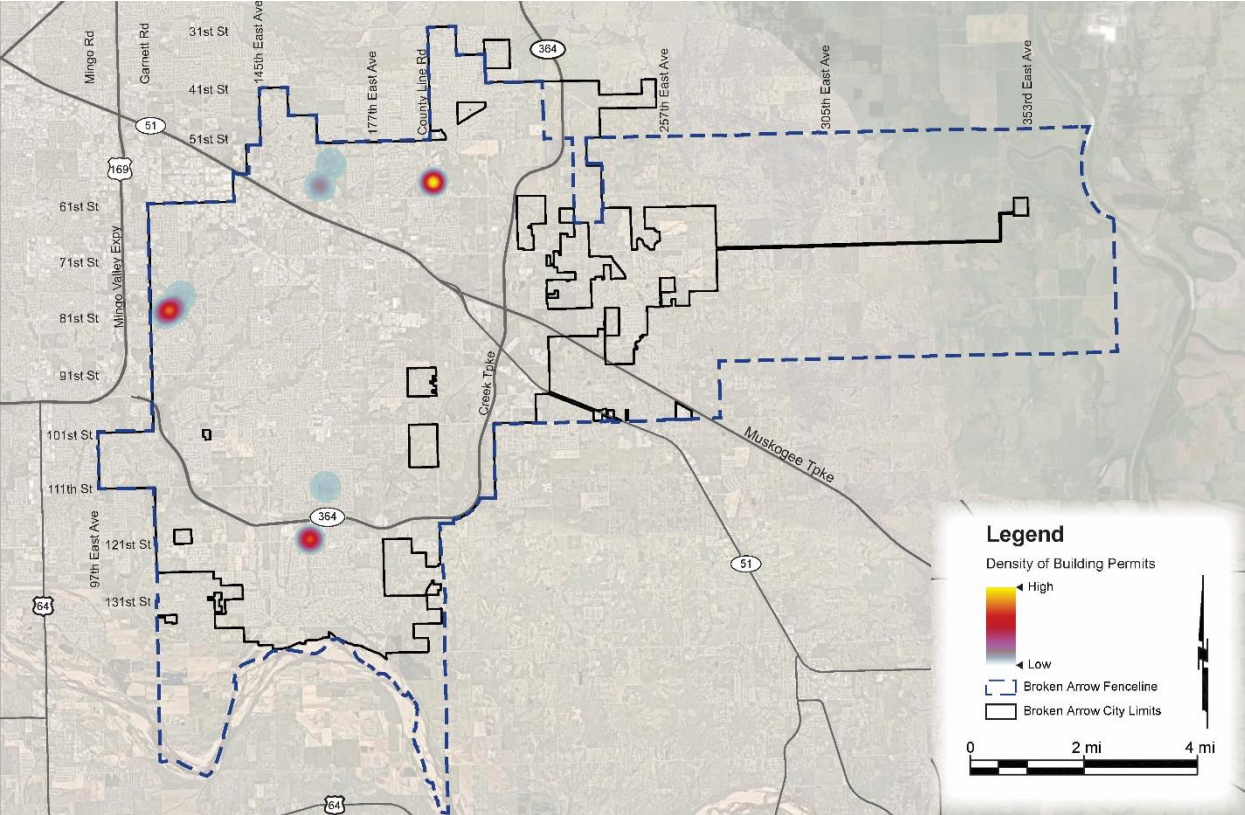 Mingo Rd
Garnett Rd
145th East Ave
177th East Ave
County Line Rd
257th East Ave
305th East Ave
353rd East Ave
31st St
364
41st St
51
51st St
169
61st St
Mingo Valley Expy
71st St
81st St
Creek Tpke
91st St
101st St
Muskogee Tpke
111th St
364
97th East Ave
121st St
51
131st St
64
64
Legend
Density of Building Permits
High
Low
Broken Arrow Fenceline
Broken Arrow City Limits
0 2 mi 4 mi